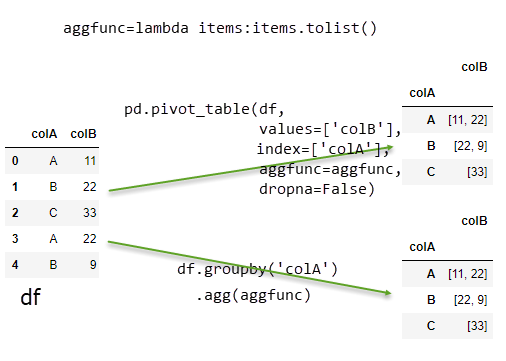 aggfunc=lambda items:items.tolist()
colB
colA
A [11, 22]
B [22, 9]
C [33]
pd.pivot_table(df,
values=['colB'],
index=['colA'],
aggfunc=aggfunc,
dropna=False)
colA colB
0 A 11
1 B 22
2 C 33
3 A 22
4 B 9
df
df.groupby('colA')
.agg(aggfunc)
colB
colA
A [11, 22]
B [22, 9]
C [33]